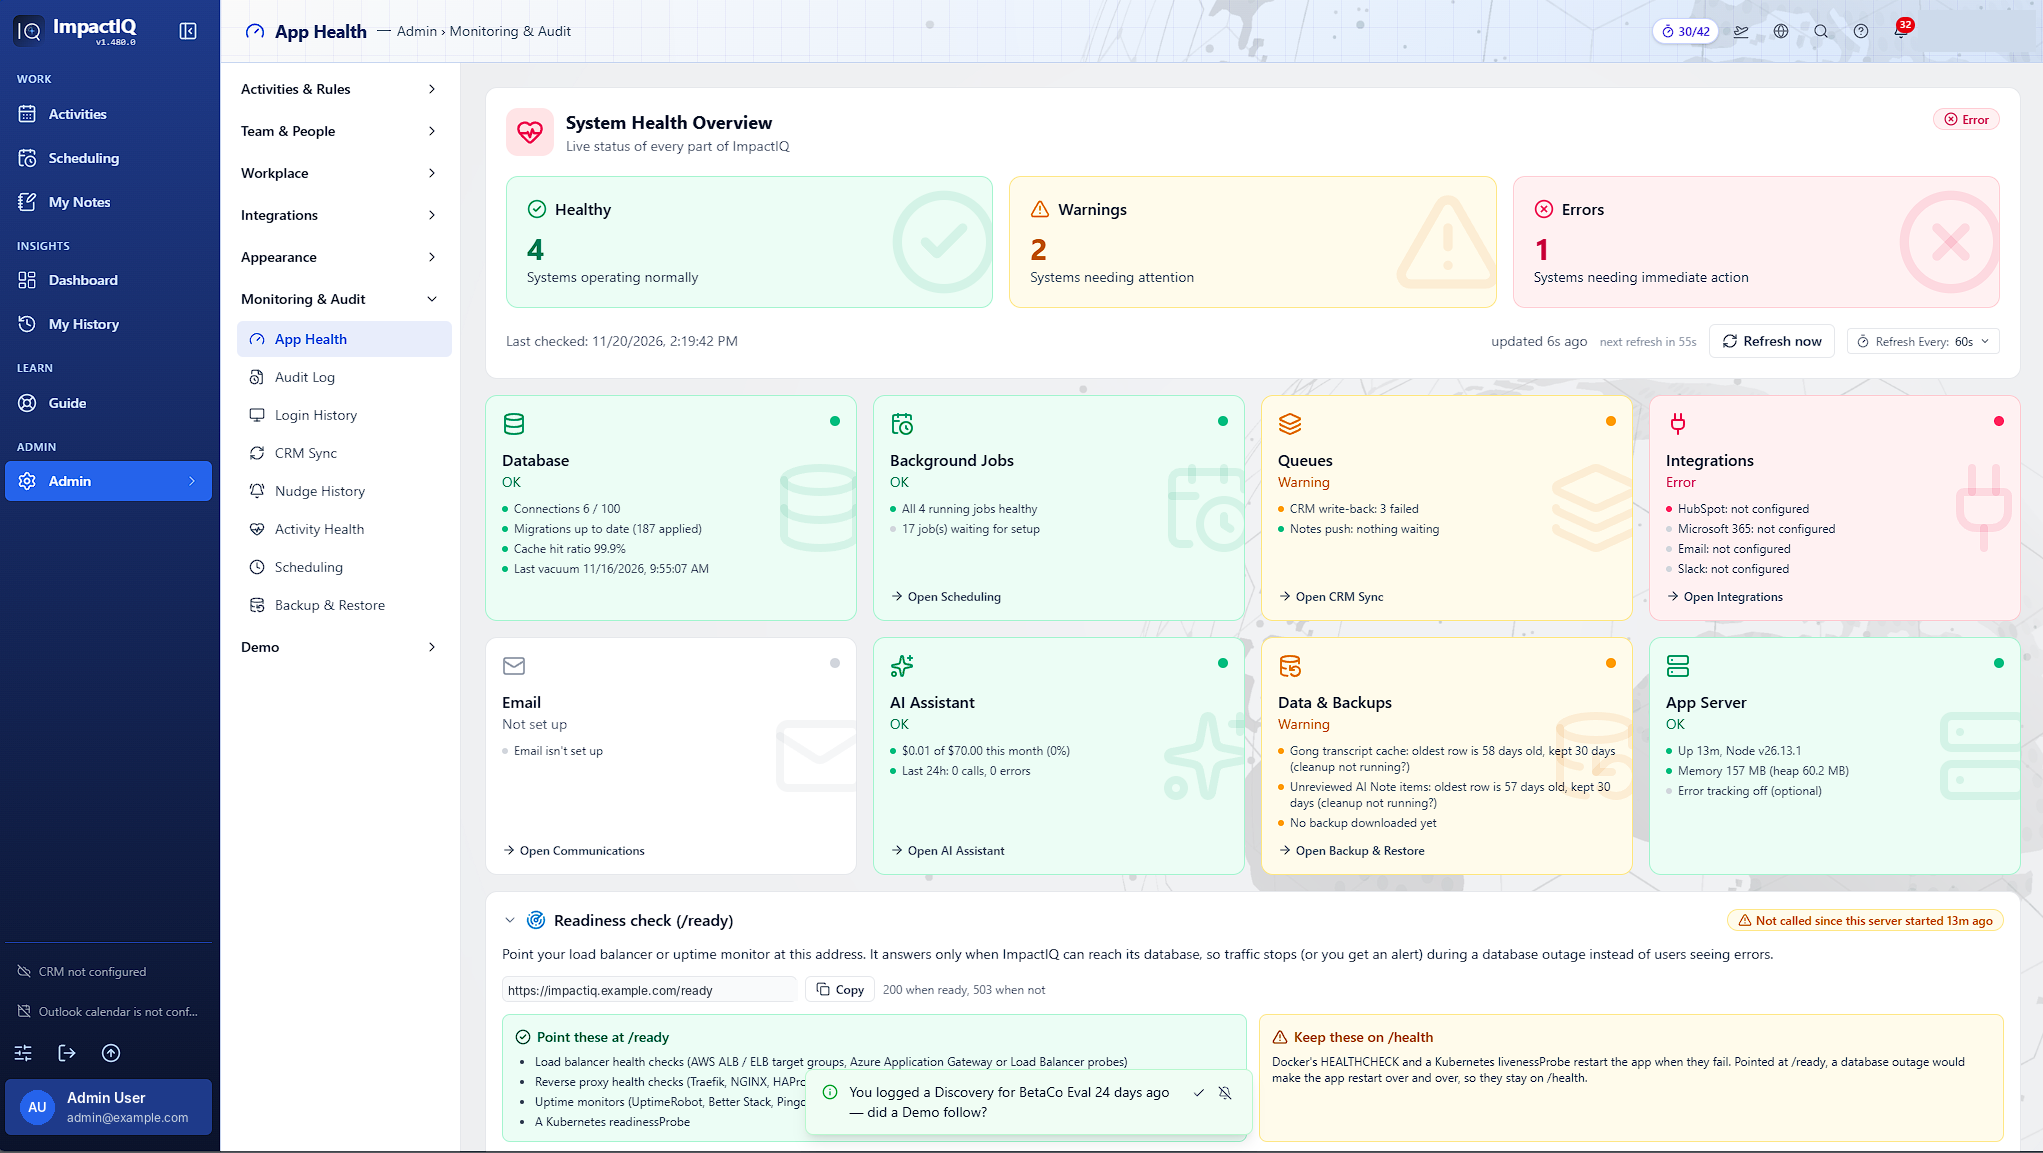 IQ ImpactIQ
v1.480.0
WORK
Activities
Scheduling
My Notes
INSIGHTS
Dashboard
My History
LEARN
Guide
ADMIN
Admin
CRM not configured
Outlook calendar is not conf...
AU
Admin User
admin@example.com
App Health — Admin › Monitoring & Audit
30/42
32
Activities & Rules
Team & People
Workplace
Integrations
Appearance
Monitoring & Audit
App Health
Audit Log
Login History
CRM Sync
Nudge History
Activity Health
Scheduling
Backup & Restore
Demo
System Health Overview
Live status of every part of ImpactIQ
Error
Healthy
4
Systems operating normally
Warnings
2
Systems needing attention
Errors
1
Systems needing immediate action
Last checked: 11/20/2026, 2:19:42 PM
updated 6s ago next refresh in 55s Refresh now Refresh Every: 60s
Database
OK
Connections 6 / 100
Migrations up to date (187 applied)
Cache hit ratio 99.9%
Last vacuum 11/16/2026, 9:55:07 AM
Background Jobs
OK
All 4 running jobs healthy
17 job(s) waiting for setup
→ Open Scheduling
Queues
Warning
CRM write-back: 3 failed
Notes push: nothing waiting
→ Open CRM Sync
Integrations
Error
HubSpot: not configured
Microsoft 365: not configured
Email: not configured
Slack: not configured
→ Open Integrations
Email
Not set up
Email isn't set up
→ Open Communications
AI Assistant
OK
$0.01 of $70.00 this month (0%)
Last 24h: 0 calls, 0 errors
→ Open AI Assistant
Data & Backups
Warning
Gong transcript cache: oldest row is 58 days old, kept 30 days
(cleanup not running?)
Unreviewed AI Note items: oldest row is 57 days old, kept 30
days (cleanup not running?)
No backup downloaded yet
→ Open Backup & Restore
App Server
OK
Up 13m, Node v26.13.1
Memory 157 MB (heap 60.2 MB)
Error tracking off (optional)
Readiness check (/ready)
Not called since this server started 13m ago
Point your load balancer or uptime monitor at this address. It answers only when ImpactIQ can reach its database, so traffic stops (or you get an alert) during a database outage instead of users seeing errors.
https://impactiq.example.com/ready
Copy
200 when ready, 503 when not
Point these at /ready
Load balancer health checks (AWS ALB / ELB target groups, Azure Application Gateway or Load Balancer probes)
Reverse proxy health checks (Traefik, NGINX, HAPro
Uptime monitors (UptimeRobot, Better Stack, Pingd
A Kubernetes readinessProbe
Keep these on /health
Docker's HEALTHCHECK and a Kubernetes livenessProbe restart the app when they fail. Pointed at /ready, a database outage would
make the app restart over and over, so they stay on /health.
You logged a Discovery for BetaCo Eval 24 days ago
— did a Demo follow?